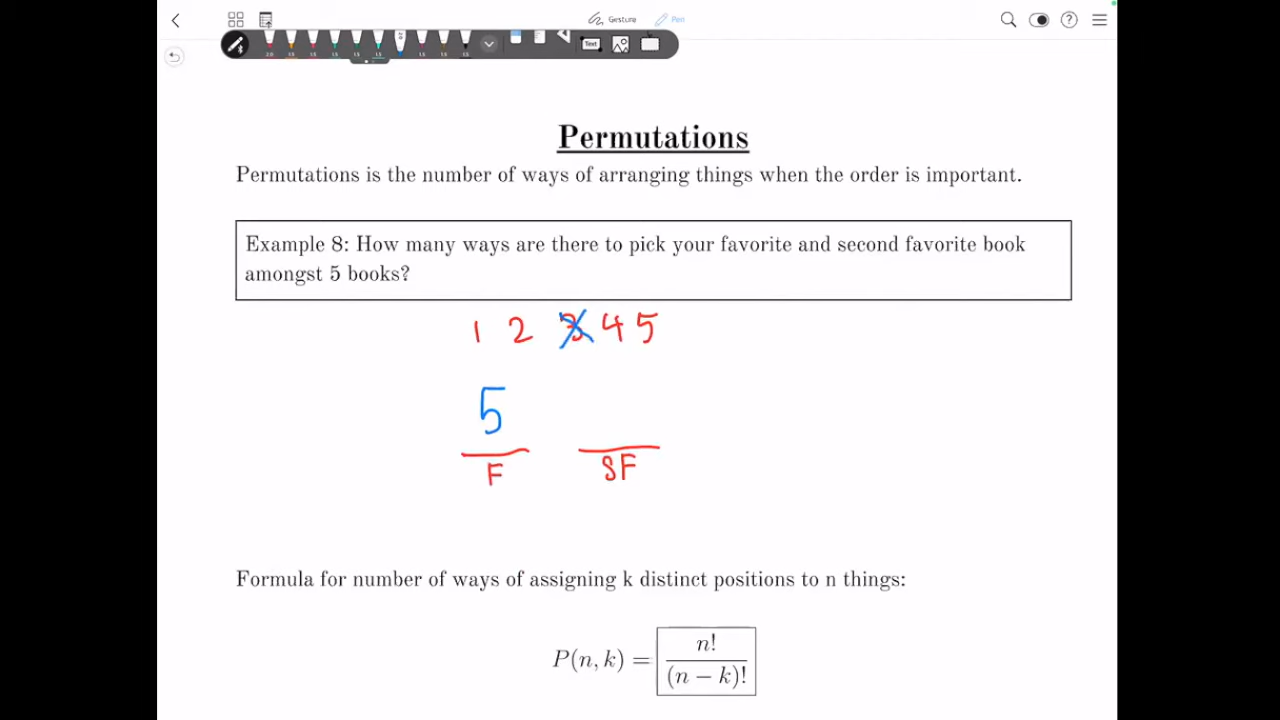 Gesture Pen
Text
Permutations
Permutations is the number of ways of arranging things when the order is important.
Example 8: How many ways are there to pick your favorite and second favorite book
amongst 5 books?
1 2 3 4 5
5
F SF
Formula for number of ways of assigning k distinct positions to n things:
P(n, k) = n! / (n − k)!